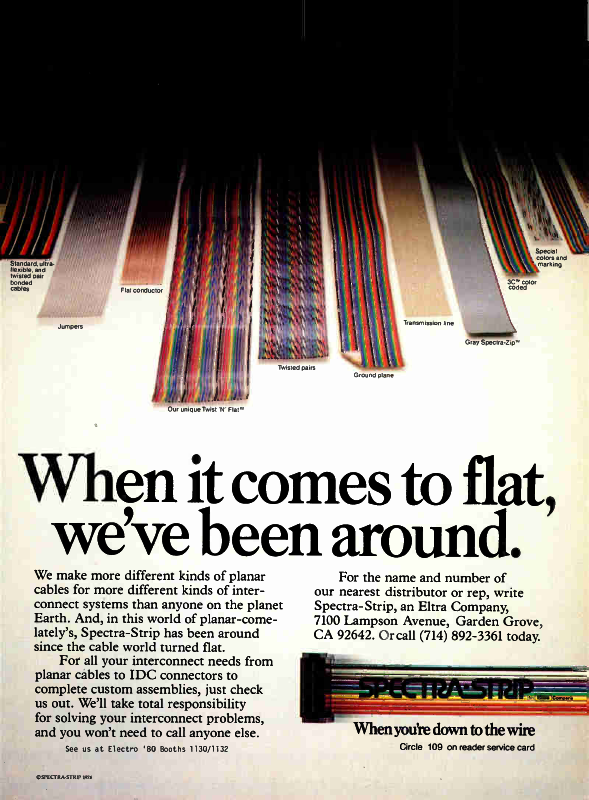 Standard, ultra-
flexible, and
twisted pair
bonded
cables
Jumpers
Flat conductor
Our unique Twist 'N' Flat™
Twisted pairs
Ground plane
Transmission line
Gray Spectra-Zip™
3C™ color
coded
Special
colors and
marking
When it comes to flat,
we've been around.
We make more different kinds of planar
cables for more different kinds of inter-
connect systems than anyone on the planet
Earth. And, in this world of planar-come-
lately's, Spectra-Strip has been around
since the cable world turned flat.
For all your interconnect needs from
planar cables to IDC connectors to
complete custom assemblies, just check
us out. We'll take total responsibility
for solving your interconnect problems,
and you won't need to call anyone else.
See us at Electro '80 Booths 1130/1132
For the name and number of
our nearest distributor or rep, write
Spectra-Strip, an Eltra Company,
7100 Lampson Avenue, Garden Grove,
CA 92642. Or call (714) 892-3361 today.
SPECTRA-STRIP
When you're down to the wire
Circle 109 on reader service card